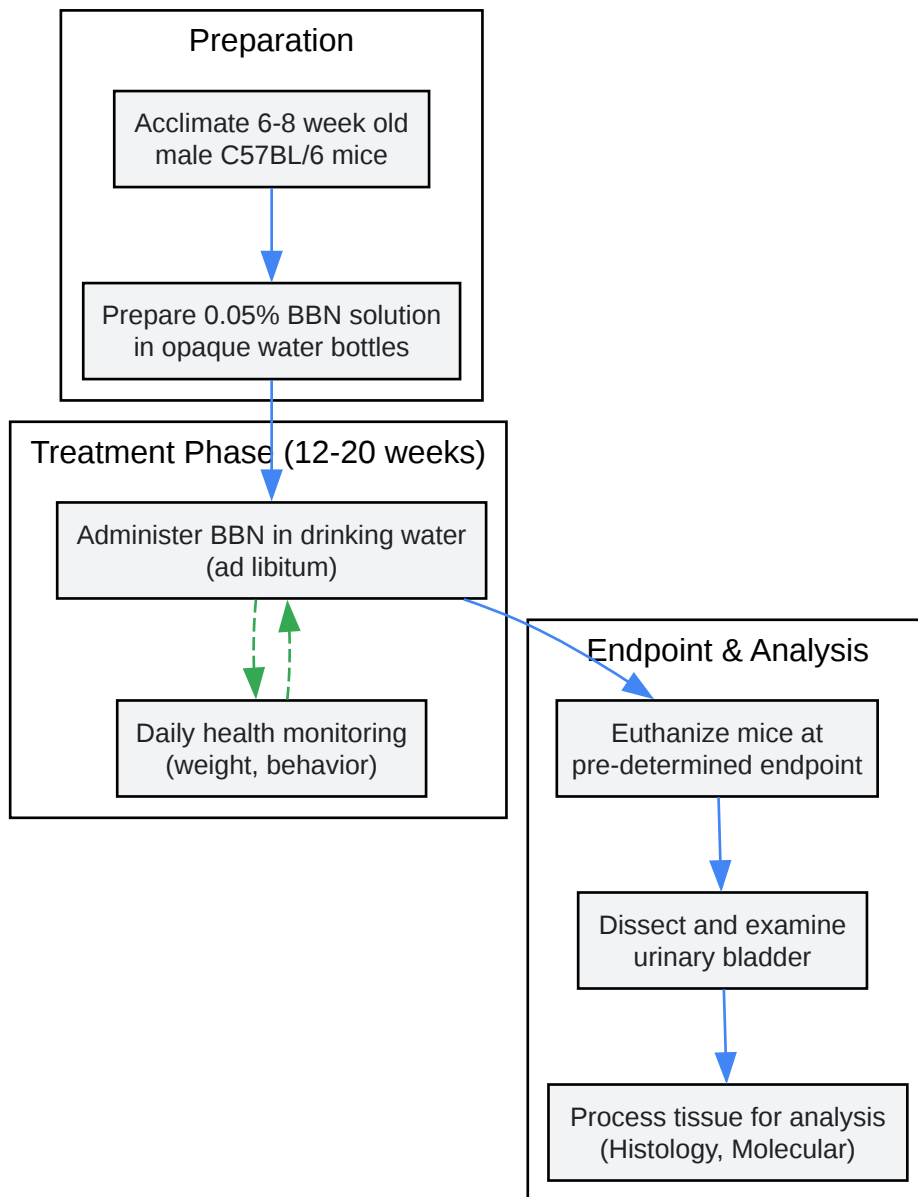 Preparation
Acclimate 6-8 week old
male C57BL/6 mice
Prepare 0.05% BBN solution
in opaque water bottles
Treatment Phase (12-20 weeks)
Administer BBN in drinking water
(ad libitum)
Daily health monitoring
(weight, behavior)
Endpoint & Analysis
Euthanize mice at
pre-determined endpoint
Dissect and examine
urinary bladder
Process tissue for analysis
(Histology, Molecular)